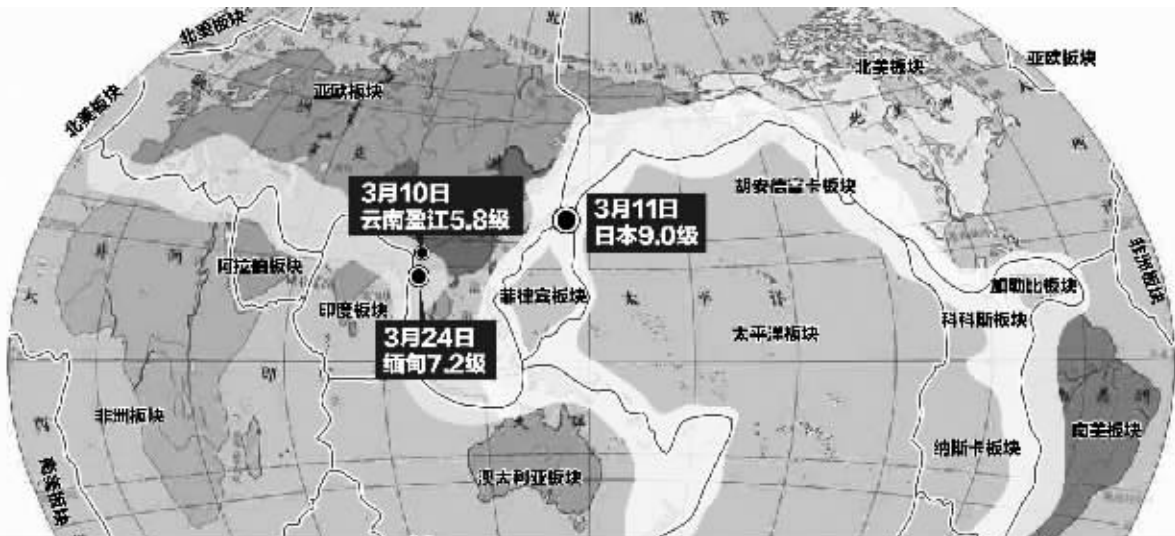 北美板块
北美板块
亚欧板块
北
冰
洋
北美板块
亚欧板块
3月10日
云南盈江5.8级
3月11日
日本9.0级
胡安德富卡板块
非洲板块
阿拉伯板块
印度板块
菲律宾板块
太
平
洋
太平洋板块
加勒比板块
科科斯板块
3月24日
缅甸7.2级
非洲板块
南美板块
澳大利亚板块
纳斯卡板块
南美板块